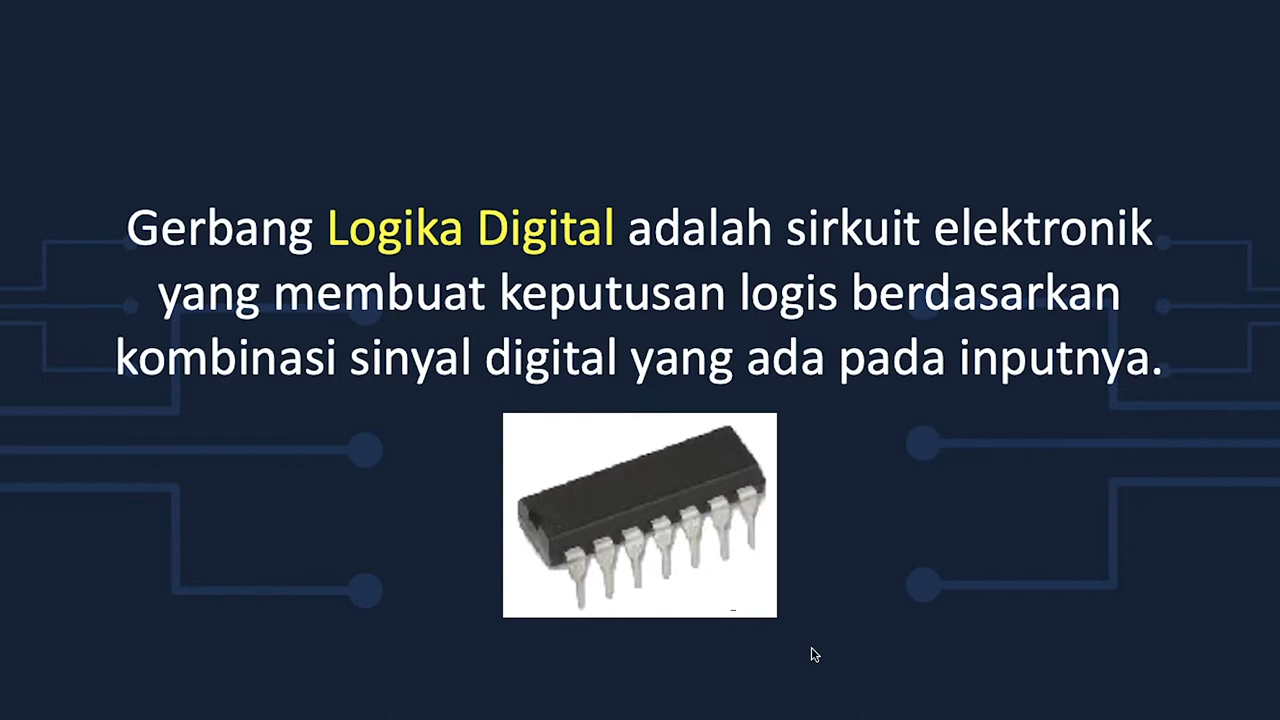 Gerbang Logika Digital adalah sirkuit elektronik
yang membuat keputusan logis berdasarkan
kombinasi sinyal digital yang ada pada inputnya.